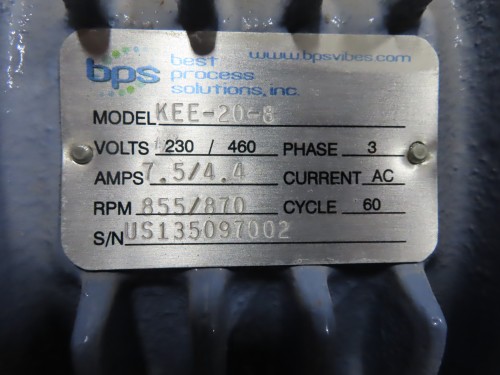 bps best process solutions, inc. www.bpsvibes.com
MODEL KEE-20-8
VOLTS 230 / 460 PHASE 3
AMPS 7.5/4.4 CURRENT AC
RPM 855/870 CYCLE 60
S/N US135097002